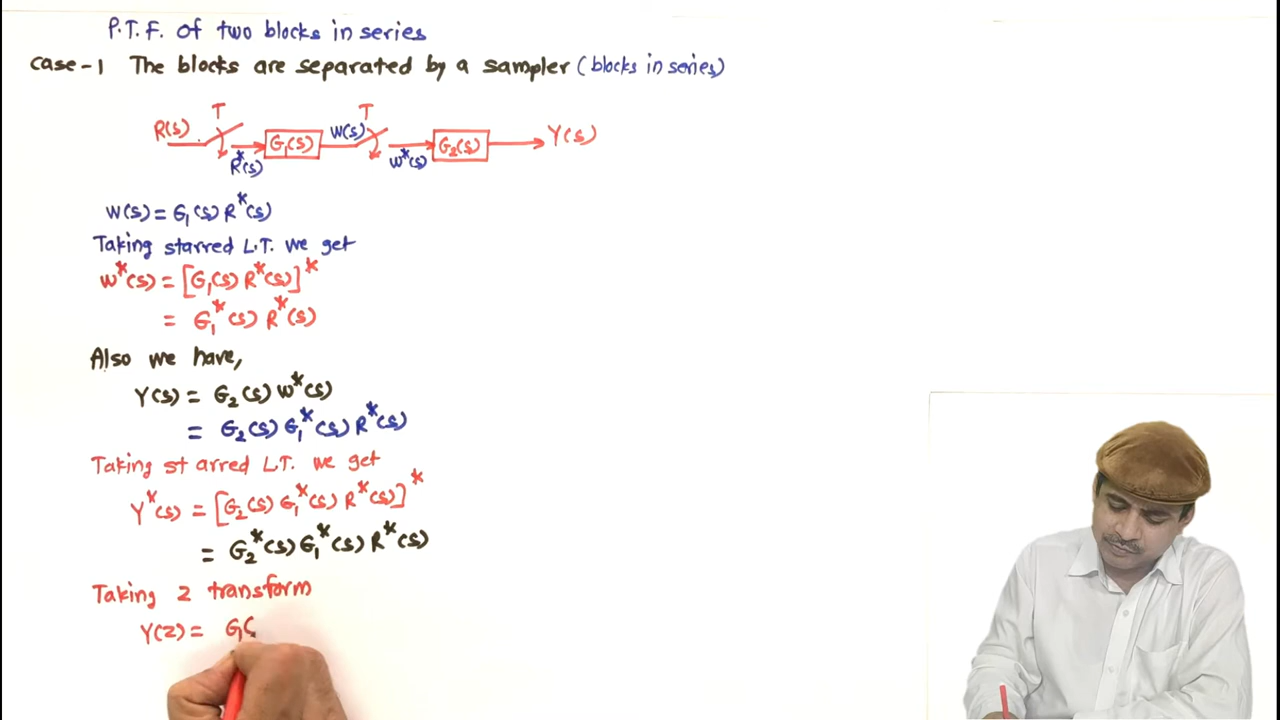 P.T.F. of two blocks in series
case-1 The blocks are separated by a sampler (blocks in series)
T T
R(s) R*(s) G₁(s) W(s) W*(s) G₂(s) Y(s)
W(s) = G₁(s) R*(s)
Taking starred L.T. we get
W*(s) = [G₁(s) R*(s)]*
= G₁*(s) R*(s)
Also we have,
Y(s) = G₂(s) W*(s)
= G₂(s) G₁*(s) R*(s)
Taking starred L.T. we get
Y*(s) = [G₂(s) G₁*(s) R*(s)]*
= G₂*(s) G₁*(s) R*(s)
Taking z transform
Y(z) = G₁(